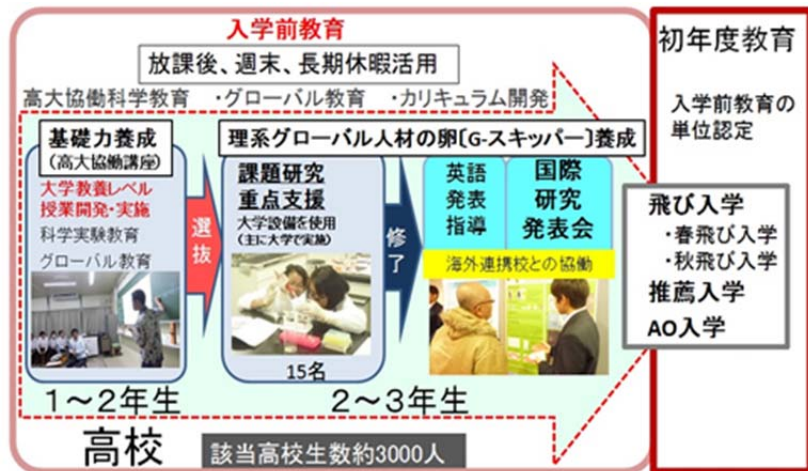 入学前教育
放課後、週末、長期休暇活用
高大協働科学教育 ・グローバル教育 ・カリキュラム開発
基礎力養成
(高大協働講座)
大学教養レベル
授業開発・実施
科学実験教育
グローバル教育
選抜
理系グローバル人材の卵〔G-スキッパー〕養成
課題研究
重点支援
大学設備を使用
(主に大学で実施)
15名
修了
英語
発表
指導
国際
研究
発表会
海外連携校との協働
1～2年生
2～3年生
高校
該当高校生数約3000人
初年度教育
入学前教育の
単位認定
飛び入学
・春飛び入学
・秋飛び入学
推薦入学
AO入学